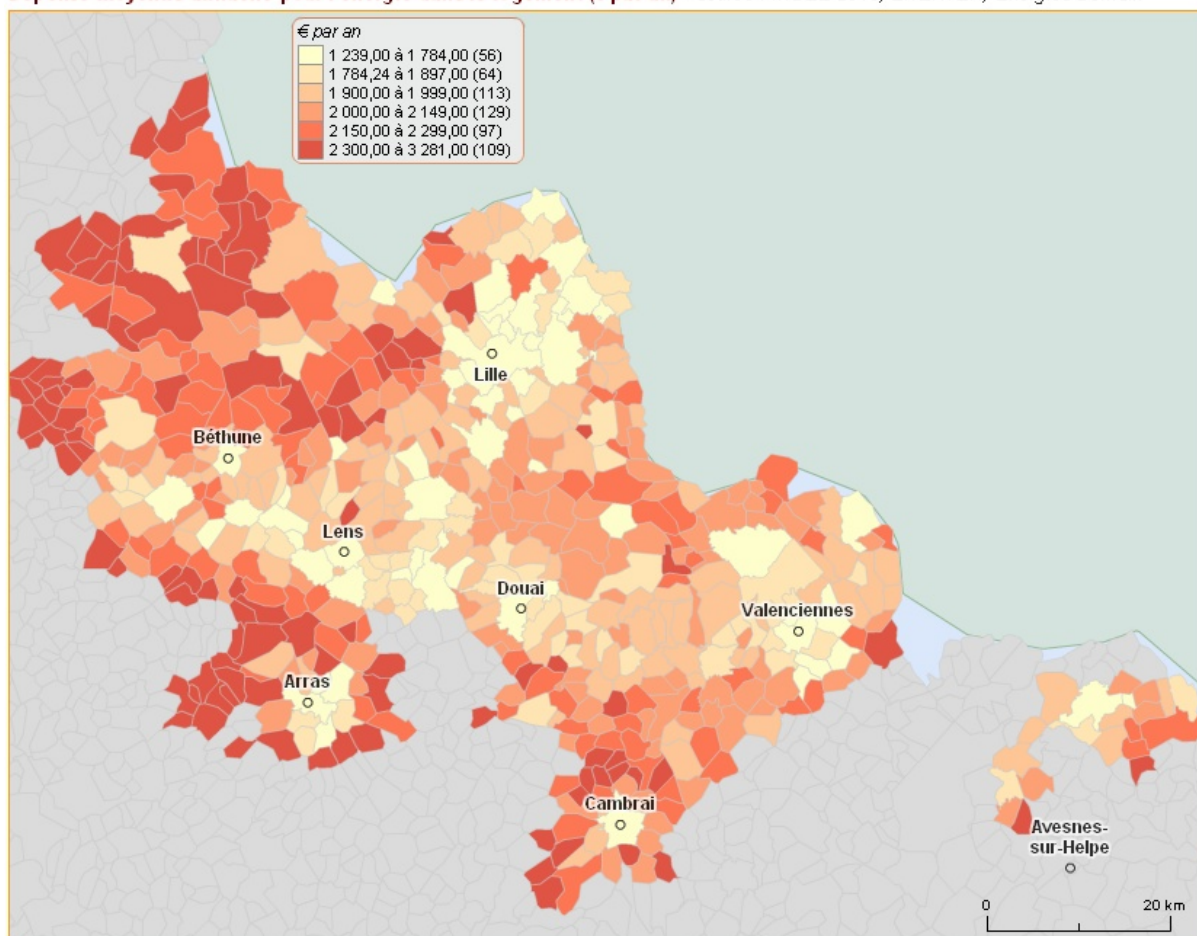 € par an
1 239,00 à 1 784,00 (56)
1 784,24 à 1 897,00 (64)
1 900,00 à 1 999,00 (113)
2 000,00 à 2 149,00 (129)
2 150,00 à 2 299,00 (97)
2 300,00 à 3 281,00 (109)
Lille
Béthune
Lens
Douai
Valenciennes
Arras
Cambrai
Avesnes-
sur-Helpe
0 20 km